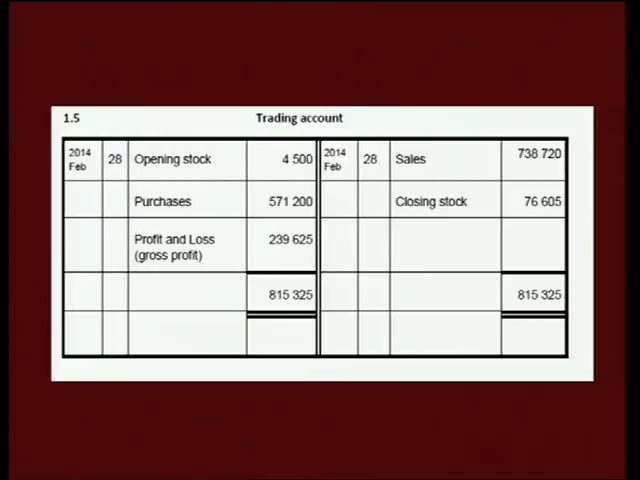 1.5 Trading account
2014 Feb 28 Opening stock 4 500 2014 Feb 28 Sales 738 720
Purchases 571 200 Closing stock 76 605
Profit and Loss (gross profit) 239 625
815 325 815 325